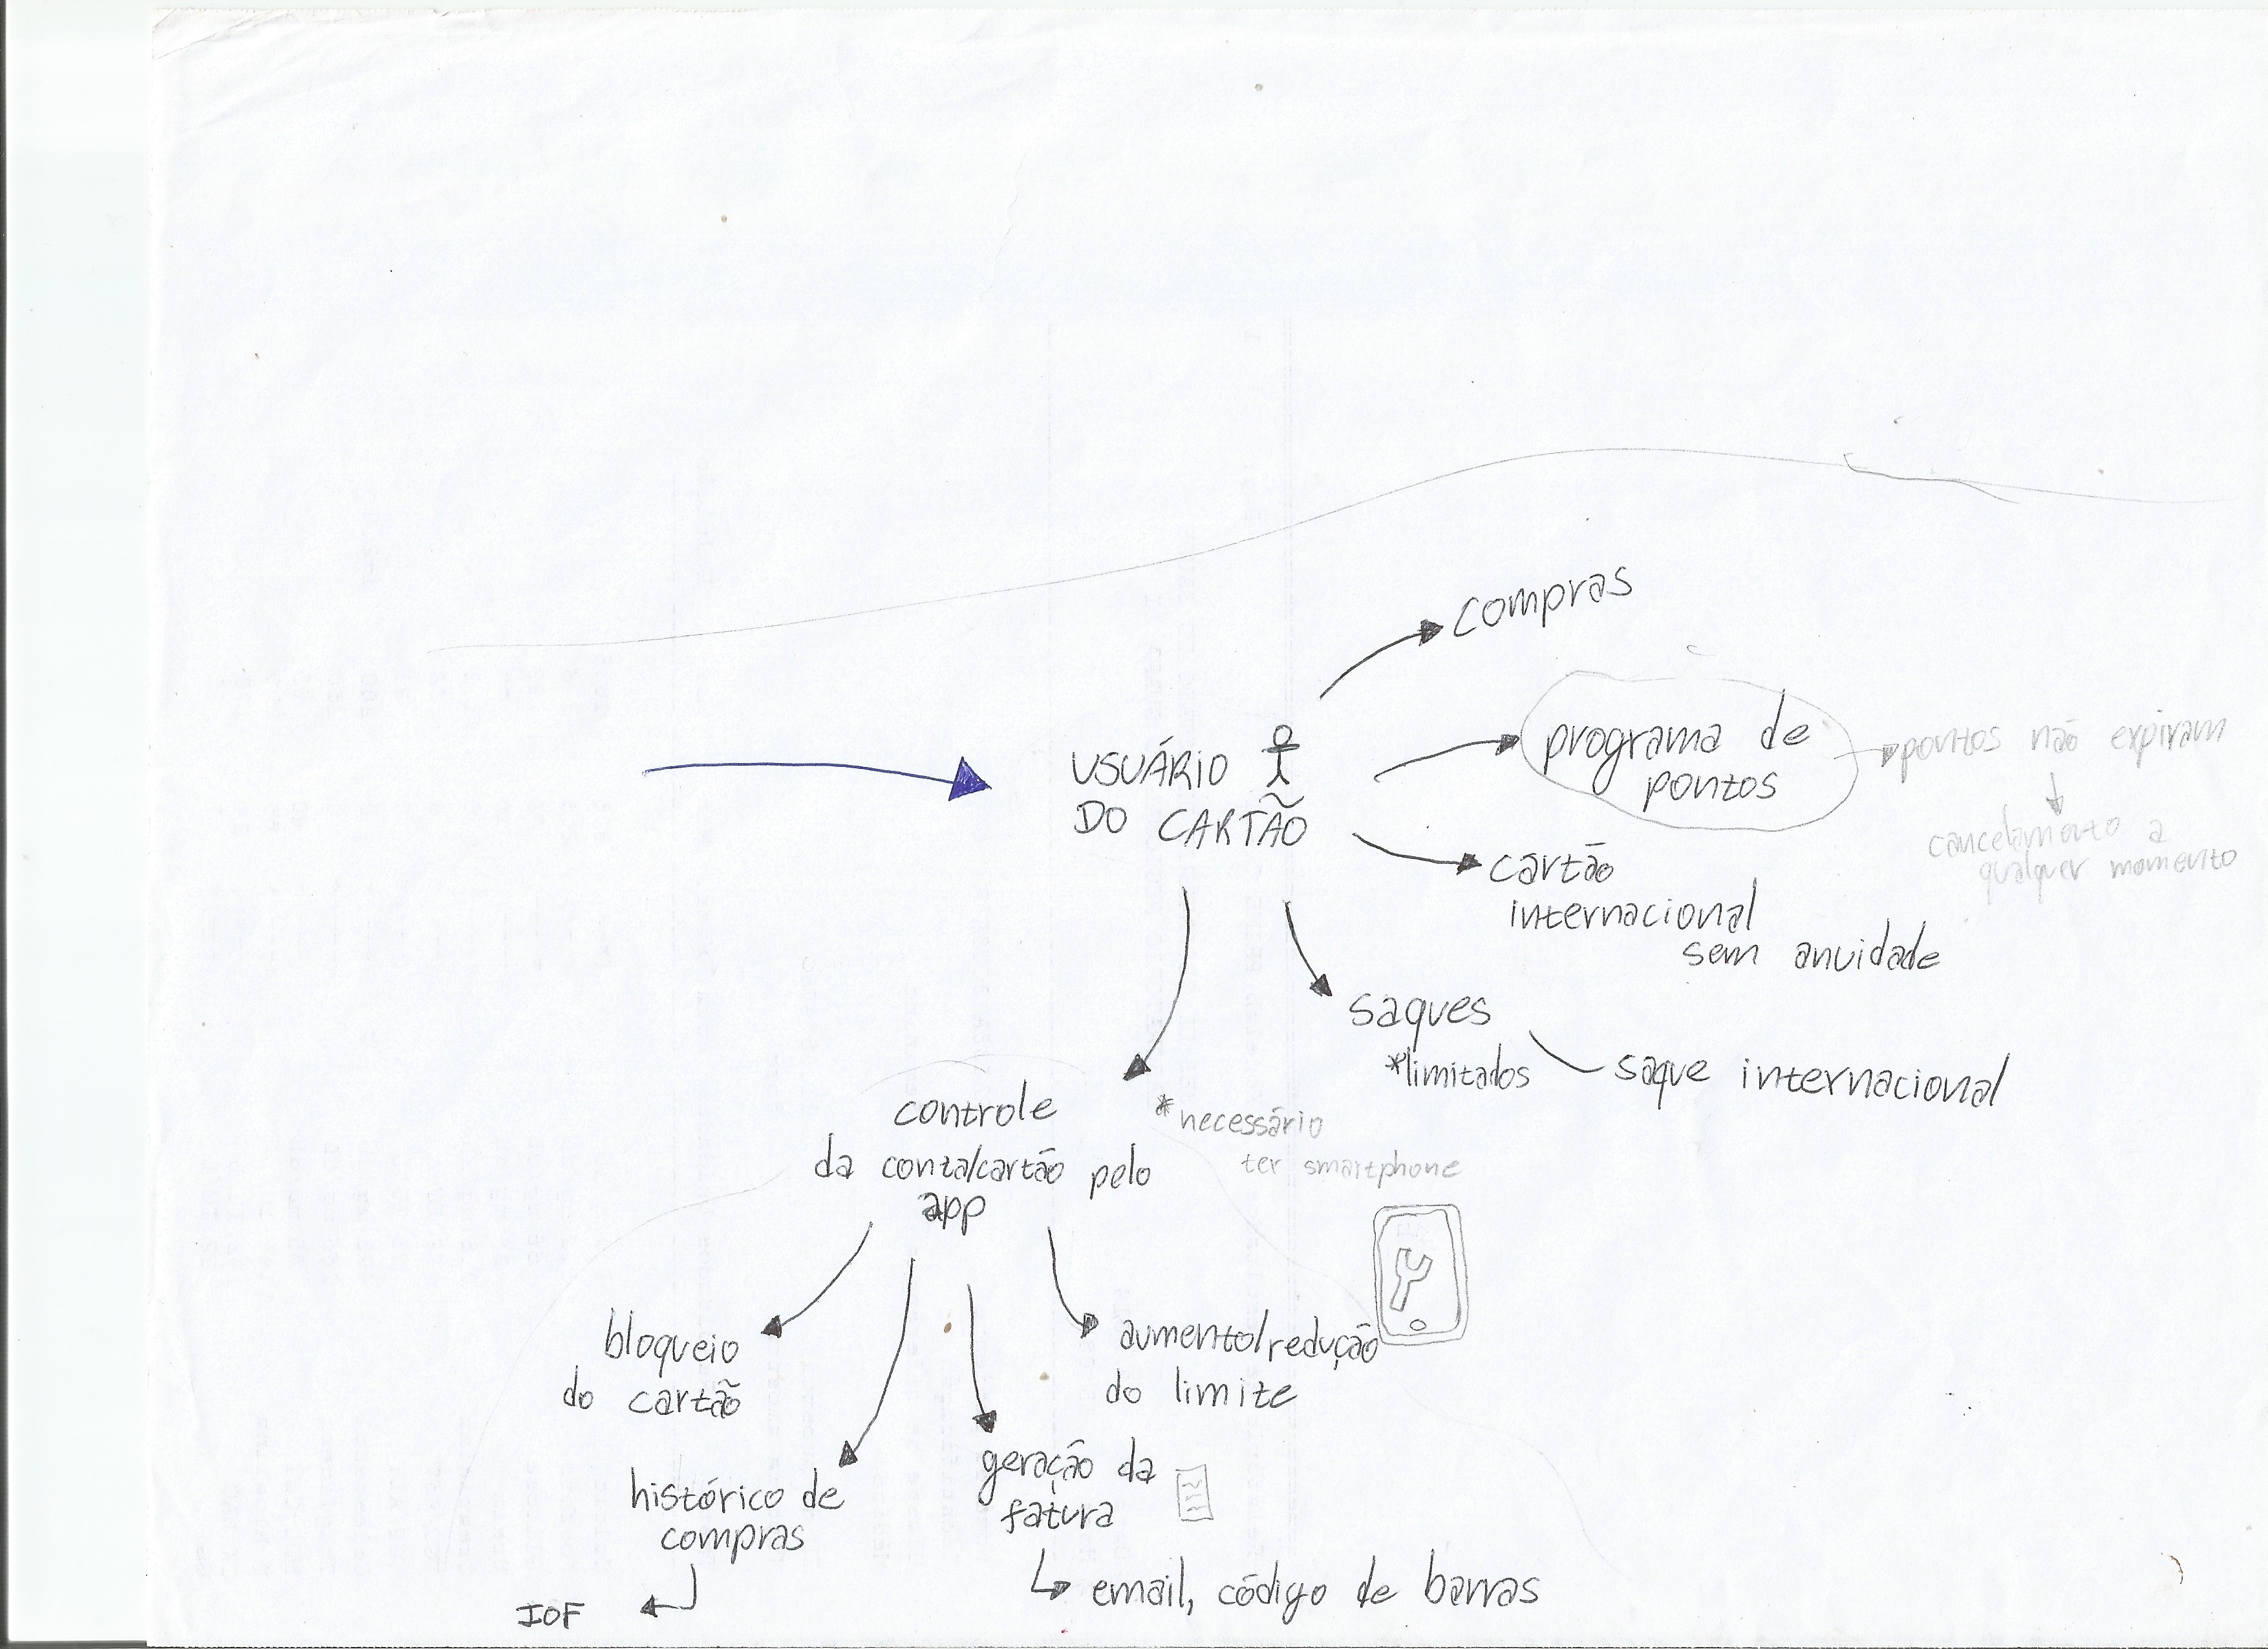 compras
programa de
pontos
pontos não expiram
cancelamento a
qualquer momento
USUÁRIO
DO CARTÃO
cartão
internacional
sem anuidade
saques
*limitados
saque internacional
controle
da conta/cartão pelo
app
*necessário
ter smartphone
bloqueio
do cartão
aumento/redução
do limite
histórico de
compras
geração da
fatura
IOF
email, código de barras